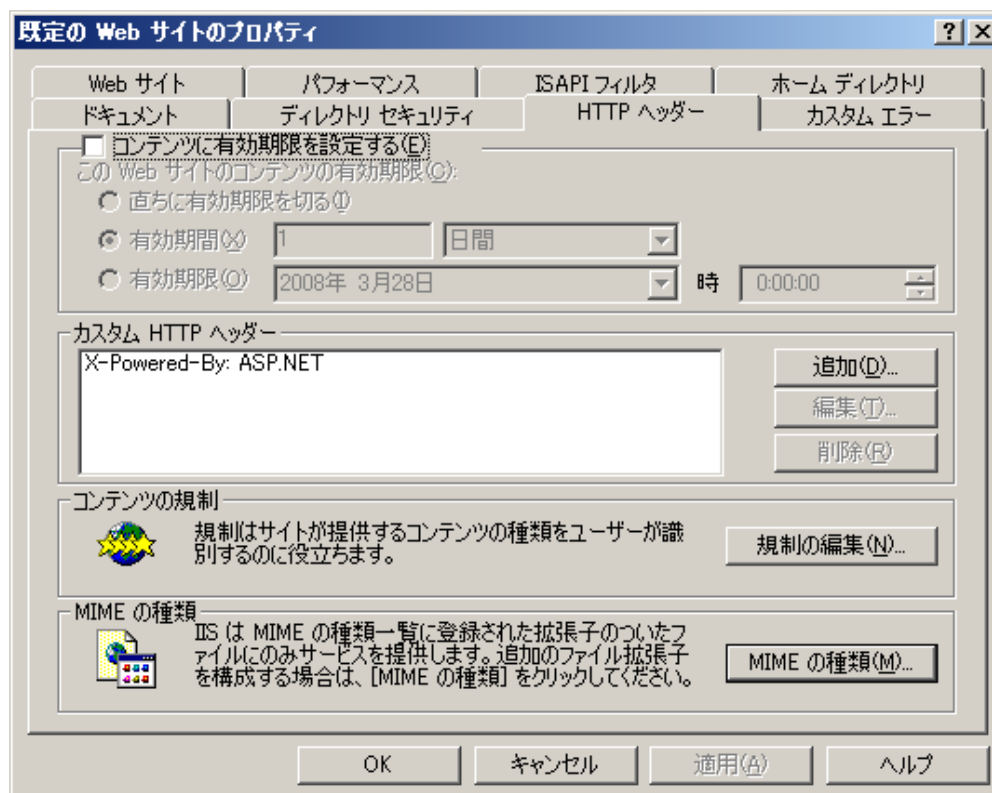 既定の Web サイトのプロパティ
Web サイト パフォーマンス ISAPI フィルタ ホーム ディレクトリ
ドキュメント ディレクトリ セキュリティ HTTP ヘッダー カスタム エラー
コンテンツに有効期限を設定する(E)
この Web サイトのコンテンツの有効期限(C):
直ちに有効期限を切る(I)
有効期間(X) 1 日間
有効期限(O) 2008年 3月28日 時 0:00:00
カスタム HTTP ヘッダー
X-Powered-By: ASP.NET
追加(D)...
編集(T)...
削除(R)
コンテンツの規制
規制はサイトが提供するコンテンツの種類をユーザーが識
別するのに役立ちます。
規制の編集(N)...
MIME の種類
IIS は MIME の種類一覧に登録された拡張子のついたフ
ァイルにのみサービスを提供します。追加のファイル拡張子
を構成する場合は、[MIME の種類] をクリックしてください。
MIME の種類(M)...
OK キャンセル 適用(A) ヘルプ